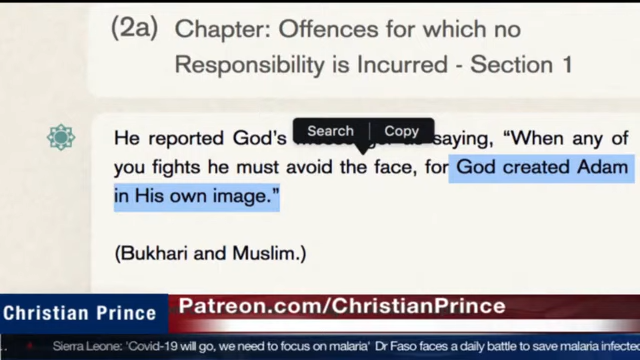 (2a) Chapter: Offences for which no
Responsibility is Incurred - Section 1
Search Copy
He reported God's saying, “When any of
you fights he must avoid the face, for God created Adam
in His own image.”
(Bukhari and Muslim.)
Christian Prince
Patreon.com/ChristianPrince
Sierra Leone: 'Covid-19 will go, we need to focus on malaria' Dr Faso faces a daily battle to save malaria infected